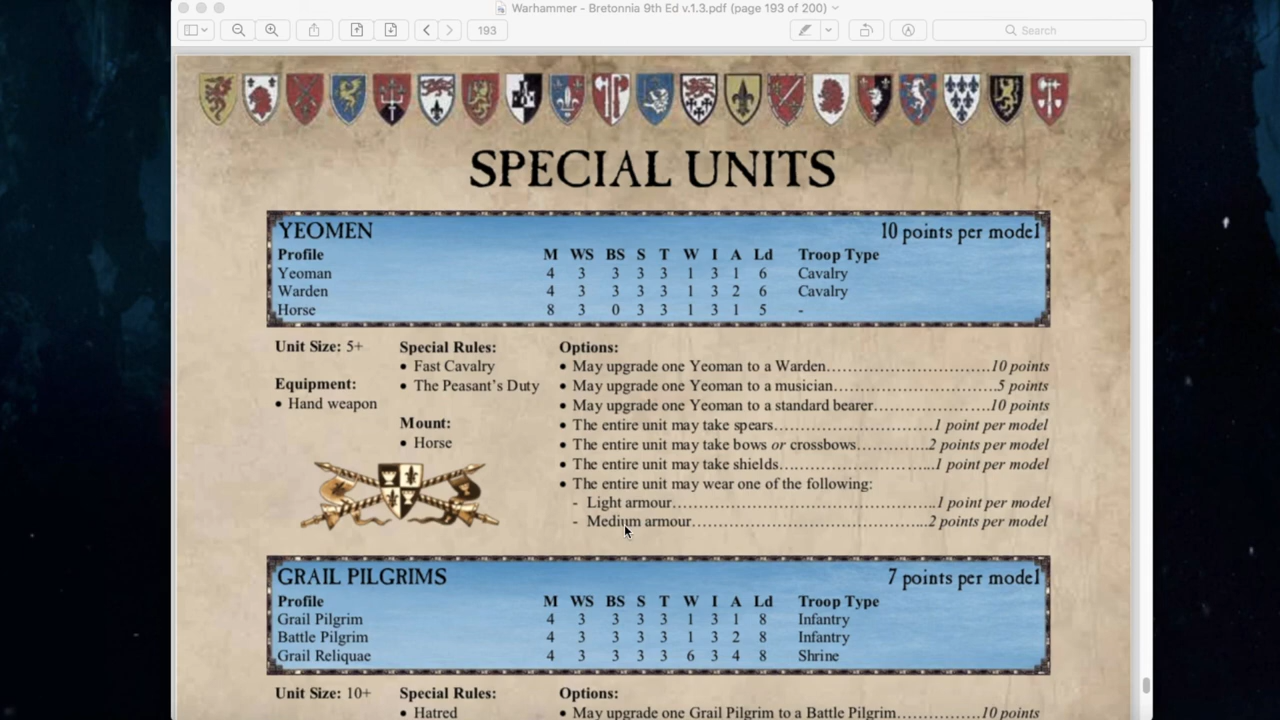 Warhammer - Bretonnia 9th Ed v.1.3.pdf (page 193 of 200)
193
Search
SPECIAL UNITS
YEOMEN 10 points per model
Profile M WS BS S T W I A Ld Troop Type
Yeoman 4 3 3 3 3 1 3 1 6 Cavalry
Warden 4 3 3 3 3 1 3 2 6 Cavalry
Horse 8 3 0 3 3 1 3 1 5 -
Unit Size: 5+
Equipment:
• Hand weapon
Special Rules:
• Fast Cavalry
• The Peasant's Duty
Mount:
• Horse
Options:
• May upgrade one Yeoman to a Warden…………………………10 points
• May upgrade one Yeoman to a musician……………………….5 points
• May upgrade one Yeoman to a standard bearer…………………10 points
• The entire unit may take spears……………………………1 point per model
• The entire unit may take bows or crossbows……………..2 points per model
• The entire unit may take shields…………………………..1 point per model
• The entire unit may wear one of the following:
- Light armour………………………………………………1 point per model
- Medium armour…………………………………………...2 points per model
GRAIL PILGRIMS 7 points per model
Profile M WS BS S T W I A Ld Troop Type
Grail Pilgrim 4 3 3 3 3 1 3 1 8 Infantry
Battle Pilgrim 4 3 3 3 3 1 3 2 8 Infantry
Grail Reliquae 4 3 3 3 3 6 3 4 8 Shrine
Unit Size: 10+
Special Rules:
• Hatred
Options:
• May upgrade one Grail Pilgrim to a Battle Pilgrim……………10 points